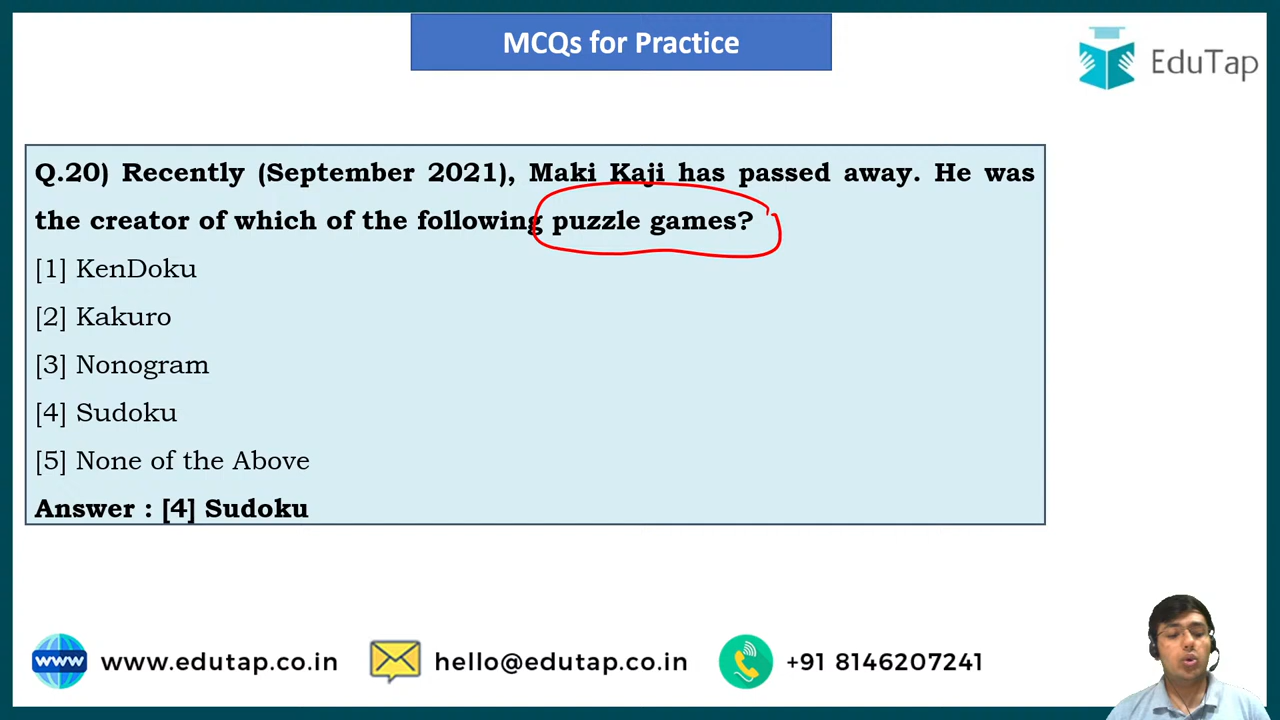 MCQs for Practice
EduTap
Q.20) Recently (September 2021), Maki Kaji has passed away. He was
the creator of which of the following puzzle games?
[1] KenDoku
[2] Kakuro
[3] Nonogram
[4] Sudoku
[5] None of the Above
Answer : [4] Sudoku
www www.edutap.co.in hello@edutap.co.in +91 8146207241